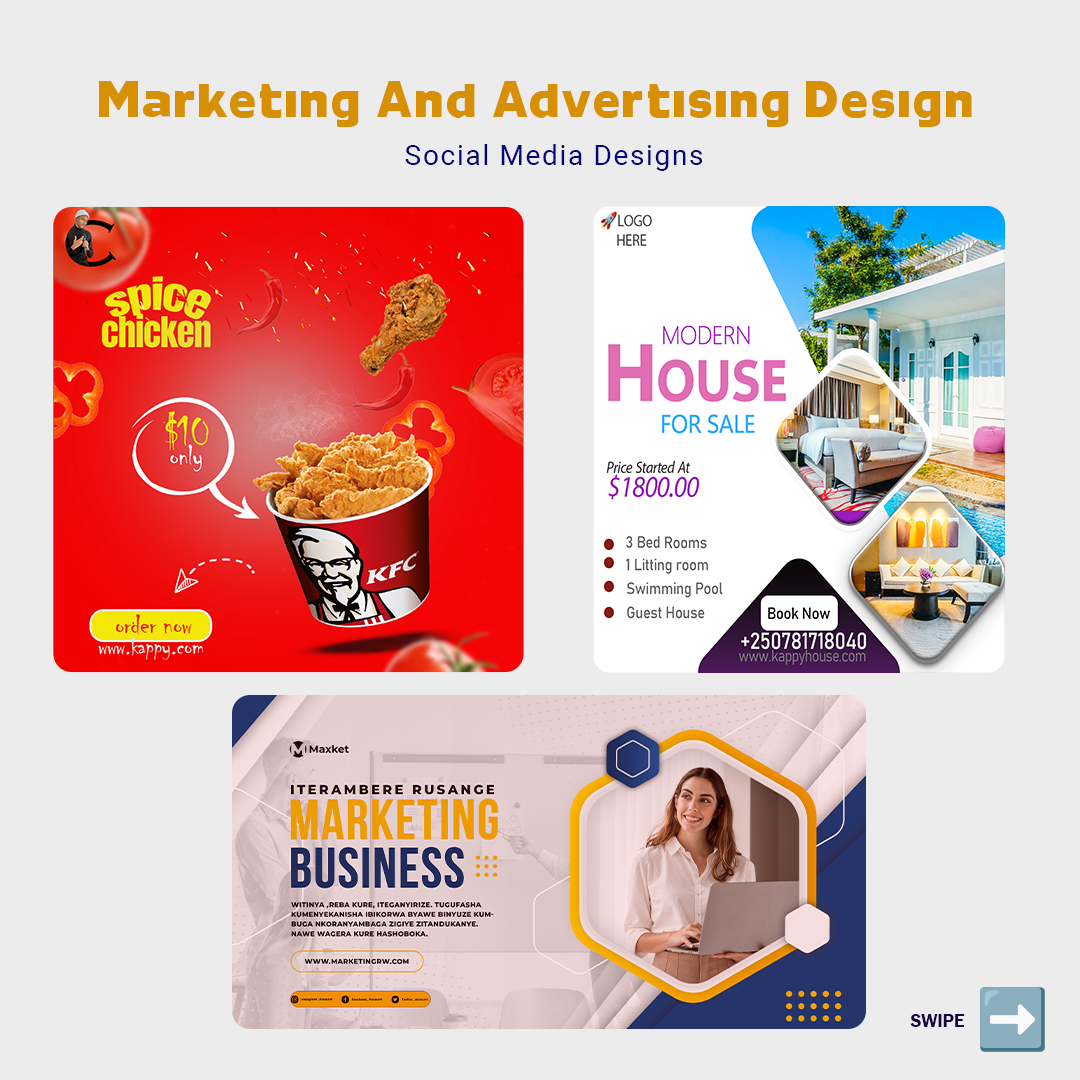 Marketing And Advertising Design
Social Media Designs
spice
chicken
$10
only
KFC
order now
www.kappy.com
LOGO
HERE
MODERN
HOUSE
FOR SALE
Price Started At
$1800.00
3 Bed Rooms
1 Litting room
Swimming Pool
Guest House
Book Now
+250781718040
www.kappyhouse.com
Maxket
ITERAMBERE RUSANGE
MARKETING
BUSINESS
WITINYA ,REBA KURE, ITEGANYIRIZE. TUGUFASHA
KUMENYEKANISHA IBIKORWA BYAWE BINYUZE KUM-
BUGA NKORANYAMBAGA ZIGIYE ZITANDUKANYE.
NAWE WAGERA KURE HASHOBOKA.
WWW.MARKETINGRW.COM
SWIPE